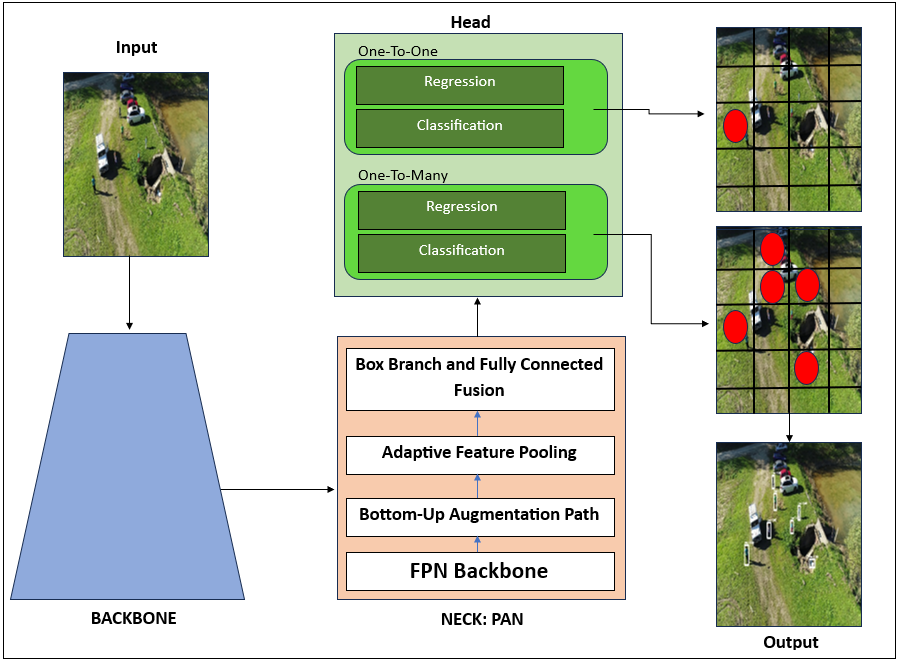 Input
Head
One-To-One
Regression
Classification
One-To-Many
Regression
Classification
Box Branch and Fully Connected
Fusion
Adaptive Feature Pooling
Bottom-Up Augmentation Path
FPN Backbone
BACKBONE
NECK: PAN
Output